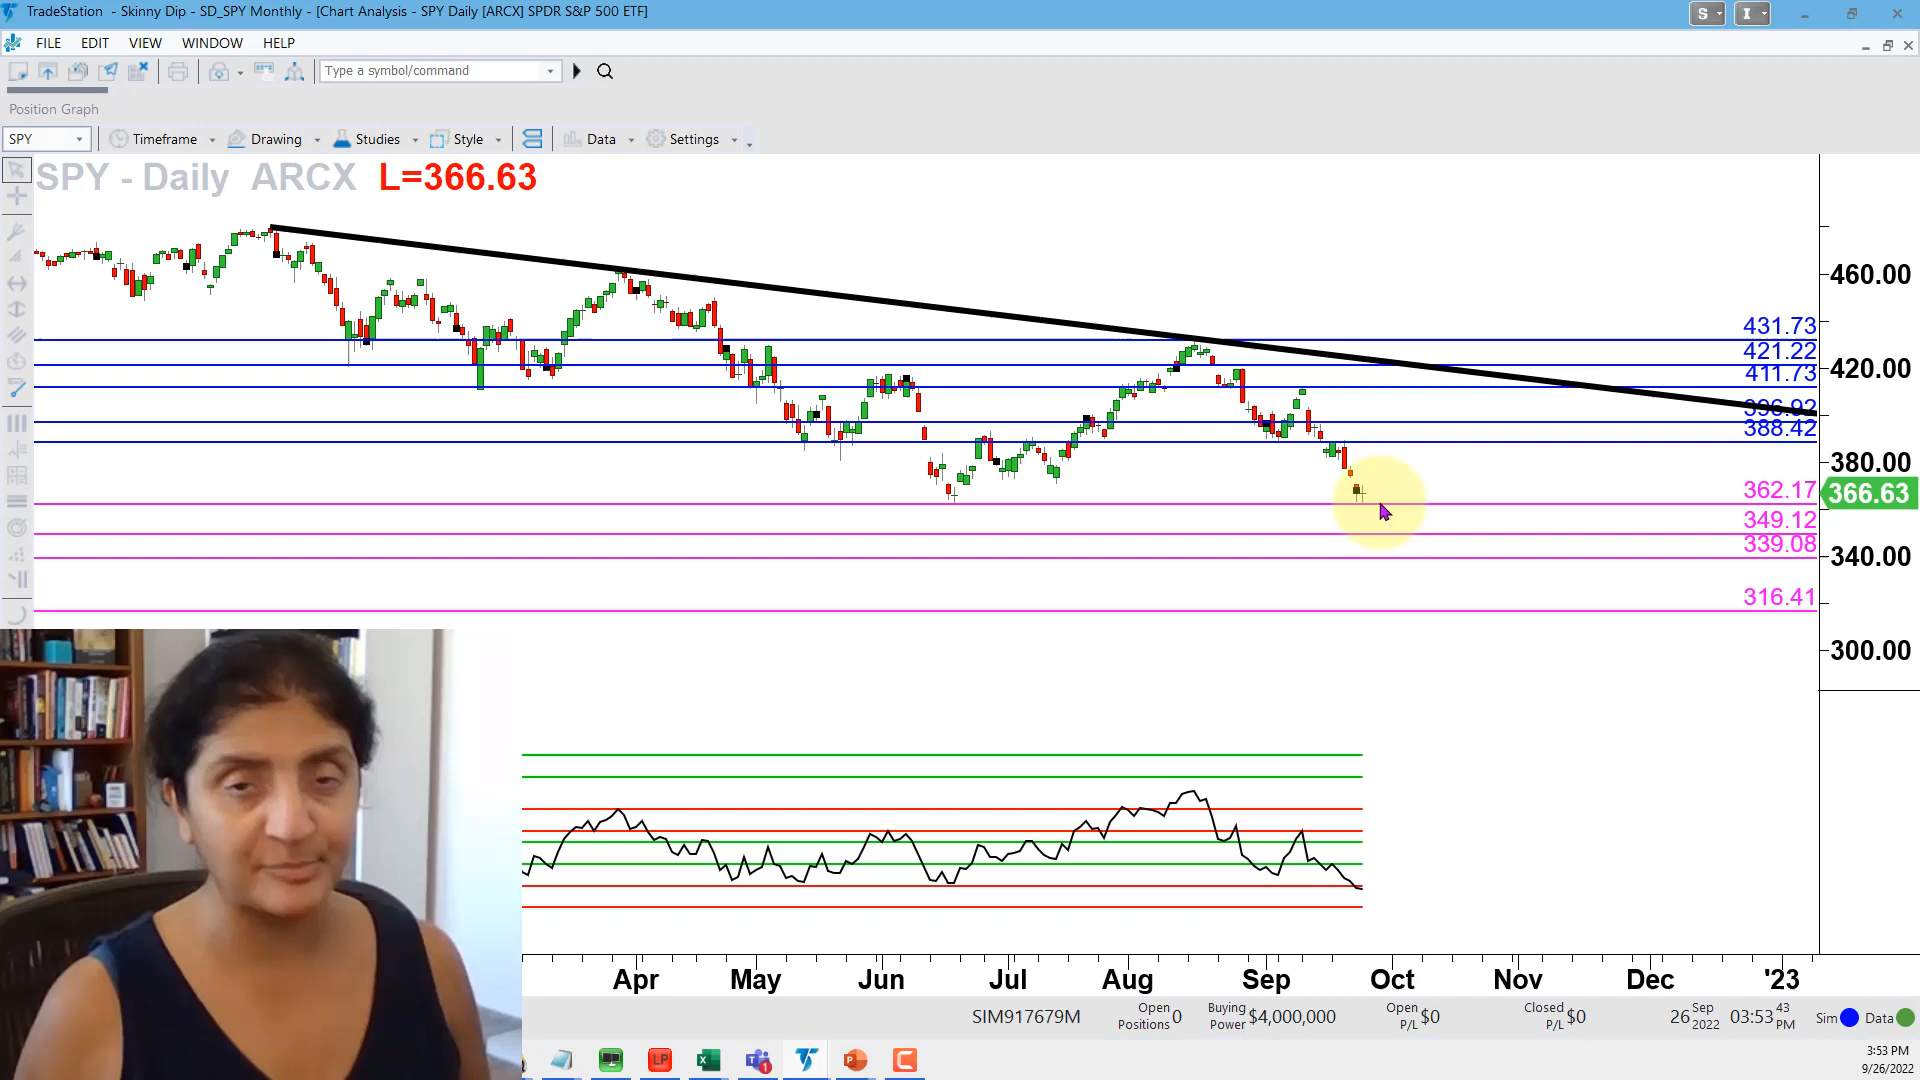 TradeStation - Skinny Dip - SD_SPY Monthly - [Chart Analysis - SPY Daily [ARCX] SPDR S&P 500 ETF]
S
I
FILE EDIT VIEW WINDOW HELP
Type a symbol/command
Position Graph
SPY Timeframe Drawing Studies Style Data Settings
SPY - Daily ARCX L=366.63
460.00
431.73
421.22
420.00
411.73
396.92
388.42
380.00
362.17
366.63
349.12
339.08
340.00
316.41
300.00
Apr May Jun Jul Aug Sep Oct Nov Dec '23
SIM917679M Open Positions 0 Buying Power $4,000,000 Open P/L $0 Closed P/L $0 26 Sep 2022 03:53 43 PM Sim Data
LP
1
3:53 PM
9/26/2022